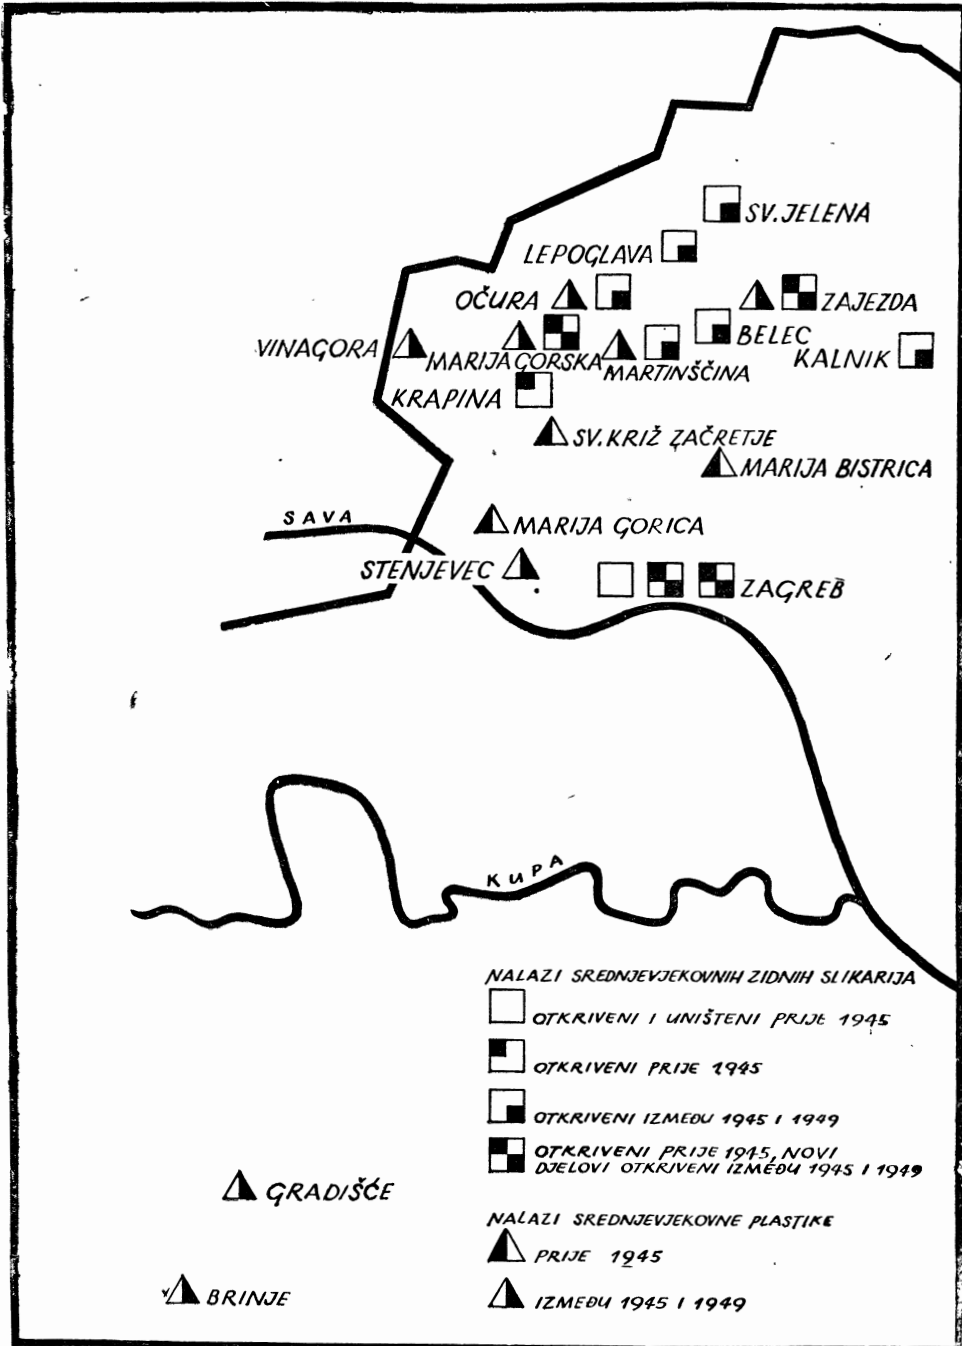 SV. JELENA
LEPOGLAVA
OČURA
ZAJEZDA
BELEC
VINAGORA
MARIJA GORSKA
KALNIK
MARTINŠČINA
KRAPINA
SV. KRIŽ ZAČRETJE
MARIJA BISTRICA
SAVA
MARIJA GORICA
STENJEVEC
ZAGREB
KUPA
NALAZI SREDNJEVJEKOVNIH ZIDNIH SLIKARIJA
OTKRIVENI I UNIŠTENI PRIJE 1945
OTKRIVENI PRIJE 1945
OTKRIVENI IZMEĐU 1945 I 1949
OTKRIVENI PRIJE 1945, NOVI
DJELOVI OTKRIVENI IZMEĐU 1945 I 1949
GRADIŠĆE
NALAZI SREDNJEVJEKOVNE PLASTIKE
PRIJE 1945
BRINJE
IZMEĐU 1945 I 1949